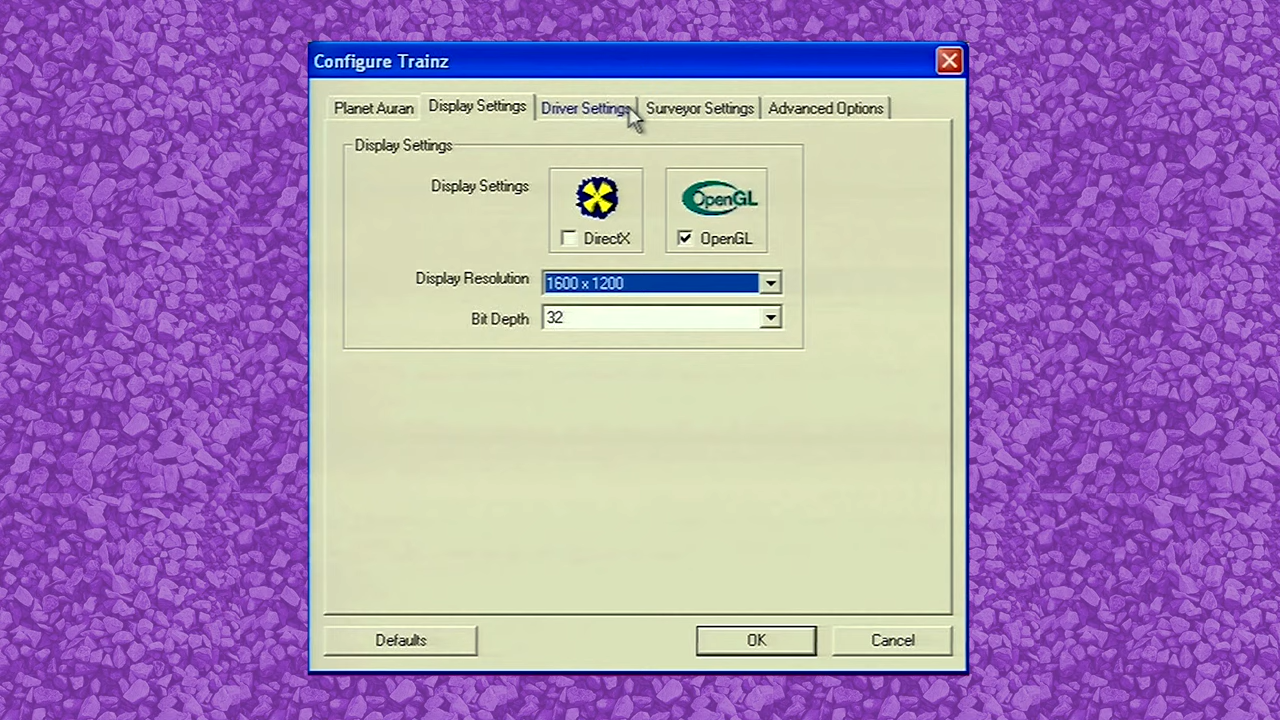 Configure Trainz
Planet Auran Display Settings Driver Settings Surveyor Settings Advanced Options
Display Settings
Display Settings
OpenGL
DirectX OpenGL
Display Resolution 1600 x 1200
Bit Depth 32
Defaults OK Cancel